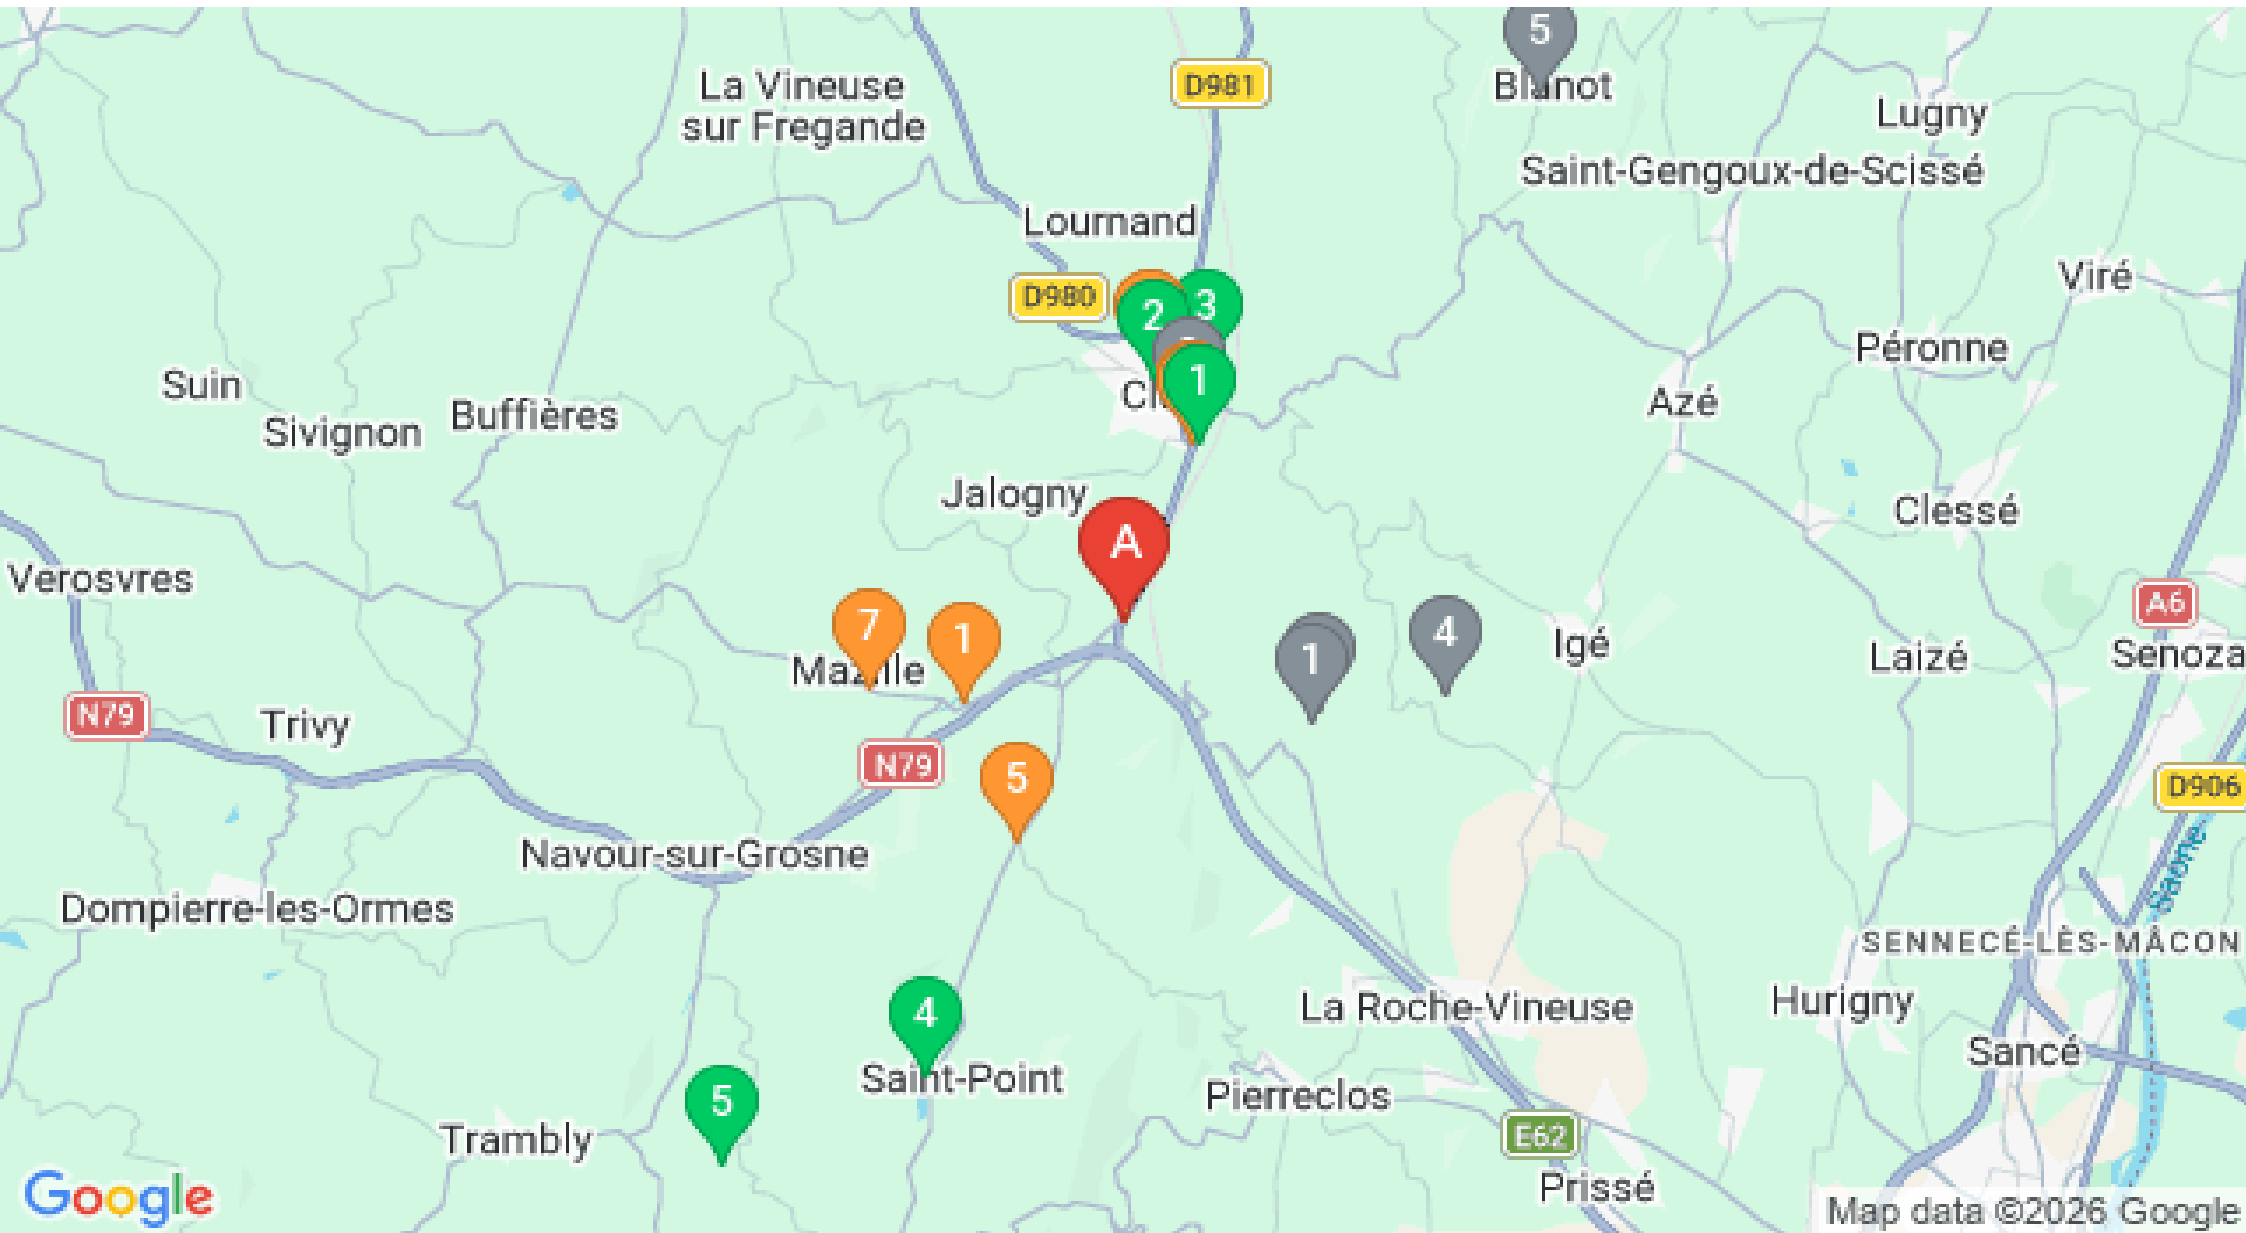 5
D981
La Vineuse
sur Fregande
Blanot
Lugny
Saint-Gengoux-de-Scissé
Lournand
Viré
D980
2
3
Péronne
Suin
1
Azé
Buffières
Sivignon
Jalogny
Clessé
A
Verosvres
A6
7
1
4
Igé
1
Mazille
Laizé
Senoza
N79
Trivy
N79
5
D906
Navour-sur-Grosne
Saône
Dompierre-les-Ormes
SENNECÉ-LÈS-MÂCON
4
La Roche-Vineuse
Hurigny
Sancé
Saint-Point
5
Pierreclos
Trambly
E62
Prissé
Google
Map data ©2026 Google